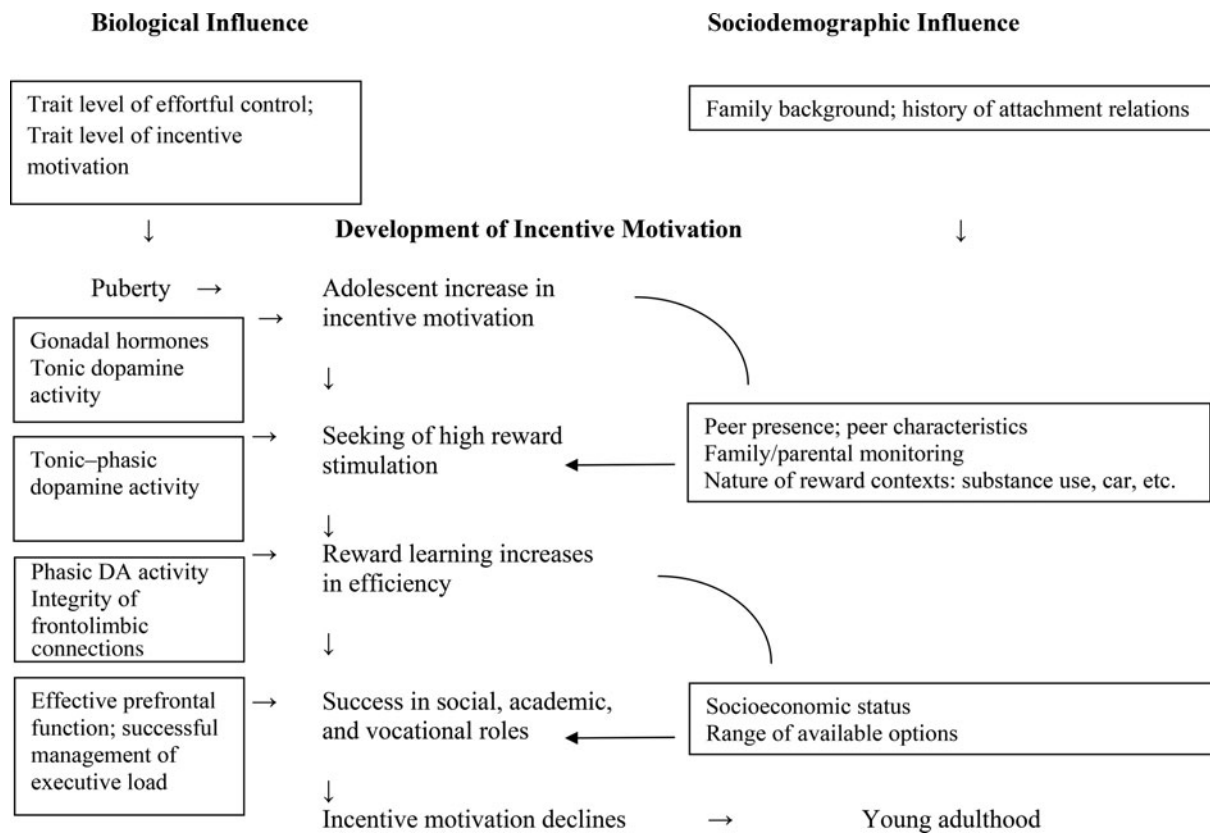 Biological Influence
Sociodemographic Influence
Trait level of effortful control;
Trait level of incentive
motivation
Family background; history of attachment relations
↓
Development of Incentive Motivation
↓
Puberty →
Adolescent increase in
incentive motivation
→
Gonadal hormones
Tonic dopamine
activity
↓
Peer presence; peer characteristics
Family/parental monitoring
Nature of reward contexts: substance use, car, etc.
→
Seeking of high reward
stimulation
Tonic–phasic
dopamine activity
↓
→
Reward learning increases
in efficiency
Phasic DA activity
Integrity of
frontolimbic
connections
↓
Effective prefrontal
function; successful
management of
executive load
→
Success in social, academic,
and vocational roles
Socioeconomic status
Range of available options
↓
Incentive motivation declines → Young adulthood